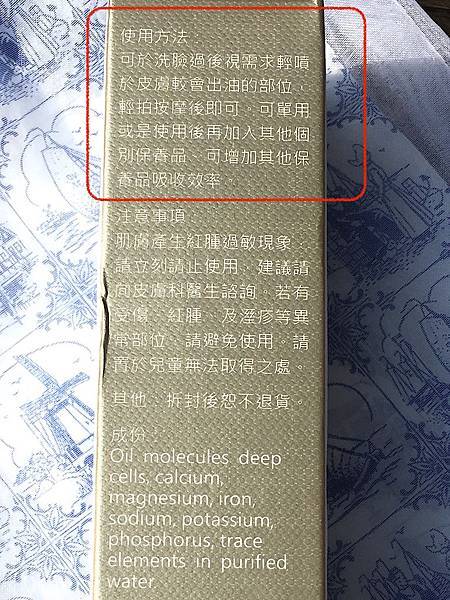 使用方法
可於洗臉過後視需求輕噴
於皮膚較會出油的部位，
輕拍按摩後即可。可單用
或是使用後再加入其他個
別保養品、可增加其他保
養品吸收效率。
注意事項：
肌膚產生紅腫過敏現象，
請立刻請止使用，建議請
向皮膚科醫生諮詢。若有
受傷、紅腫、及溼疹等異
常部位、請避免使用。請
置於兒童無法取得之處。
其他：拆封後恕不退貨。
成份：
Oil molecules deep
cells, calcium,
magnesium, iron,
sodium, potassium,
phosphorus, trace
elements in purified
water.